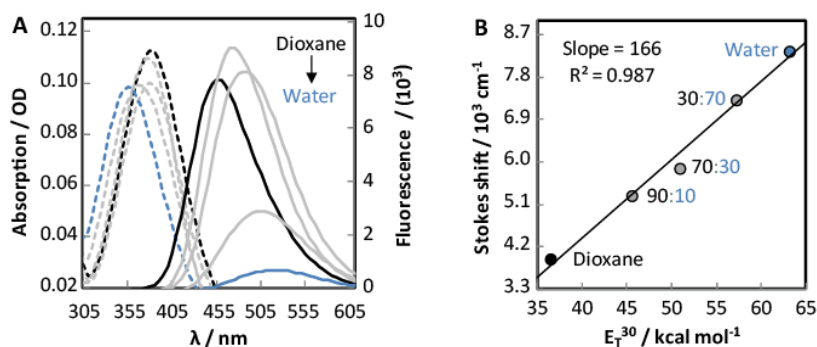 A
Absorption / OD
0.12
0.10
0.08
0.06
0.04
0.02
305 355 405 455 505 555 605
λ / nm
Dioxane
Water
10
8
6
4
2
0
Fluorescence / (10³)
B
Stokes shift / 10³ cm⁻¹
8.7
7.8
6.9
6.0
5.1
4.2
3.3
Slope = 166
R² = 0.987
Water
30:70
70:30
90:10
Dioxane
35 40 45 50 55 60 65
E_T³⁰ / kcal mol⁻¹